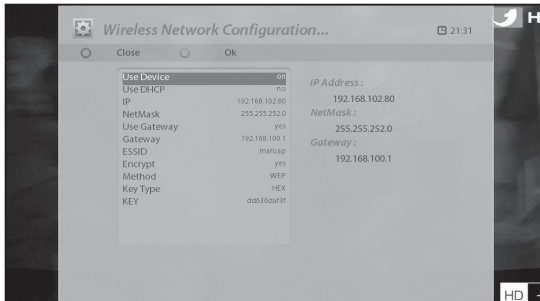 Wireless Network Configuration...
21:31
H
Close
Ok
Use Device on
Use DHCP no
IP 192.168.102.80
NetMask 255.255.252.0
Use Gateway yes
Gateway 192.168.100.1
ESSID maruap
Encrypt yes
Method WEP
Key Type HEX
KEY dd636daf3f
IP Address :
192.168.102.80
NetMask :
255.255.252.0
Gateway :
192.168.100.1
HD